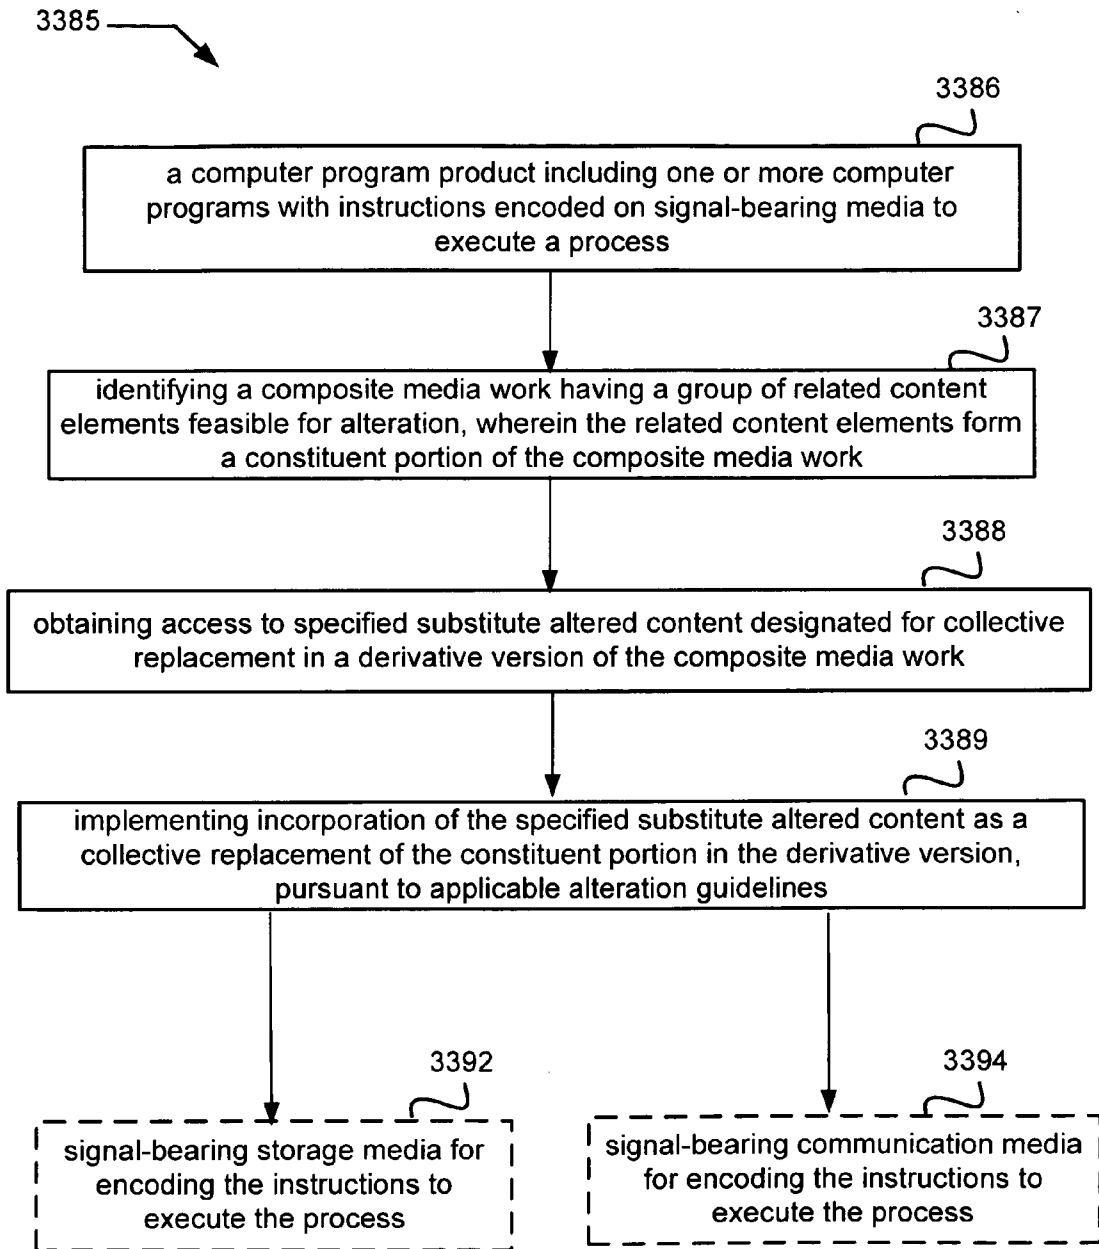 3385
3386
a computer program product including one or more computer
programs with instructions encoded on signal-bearing media to
execute a process
3387
identifying a composite media work having a group of related content
elements feasible for alteration, wherein the related content elements form
a constituent portion of the composite media work
3388
obtaining access to specified substitute altered content designated for collective
replacement in a derivative version of the composite media work
3389
implementing incorporation of the specified substitute altered content as a
collective replacement of the constituent portion in the derivative version,
pursuant to applicable alteration guidelines
3392
signal-bearing storage media for
encoding the instructions to
execute the process
3394
signal-bearing communication media
for encoding the instructions to
execute the process